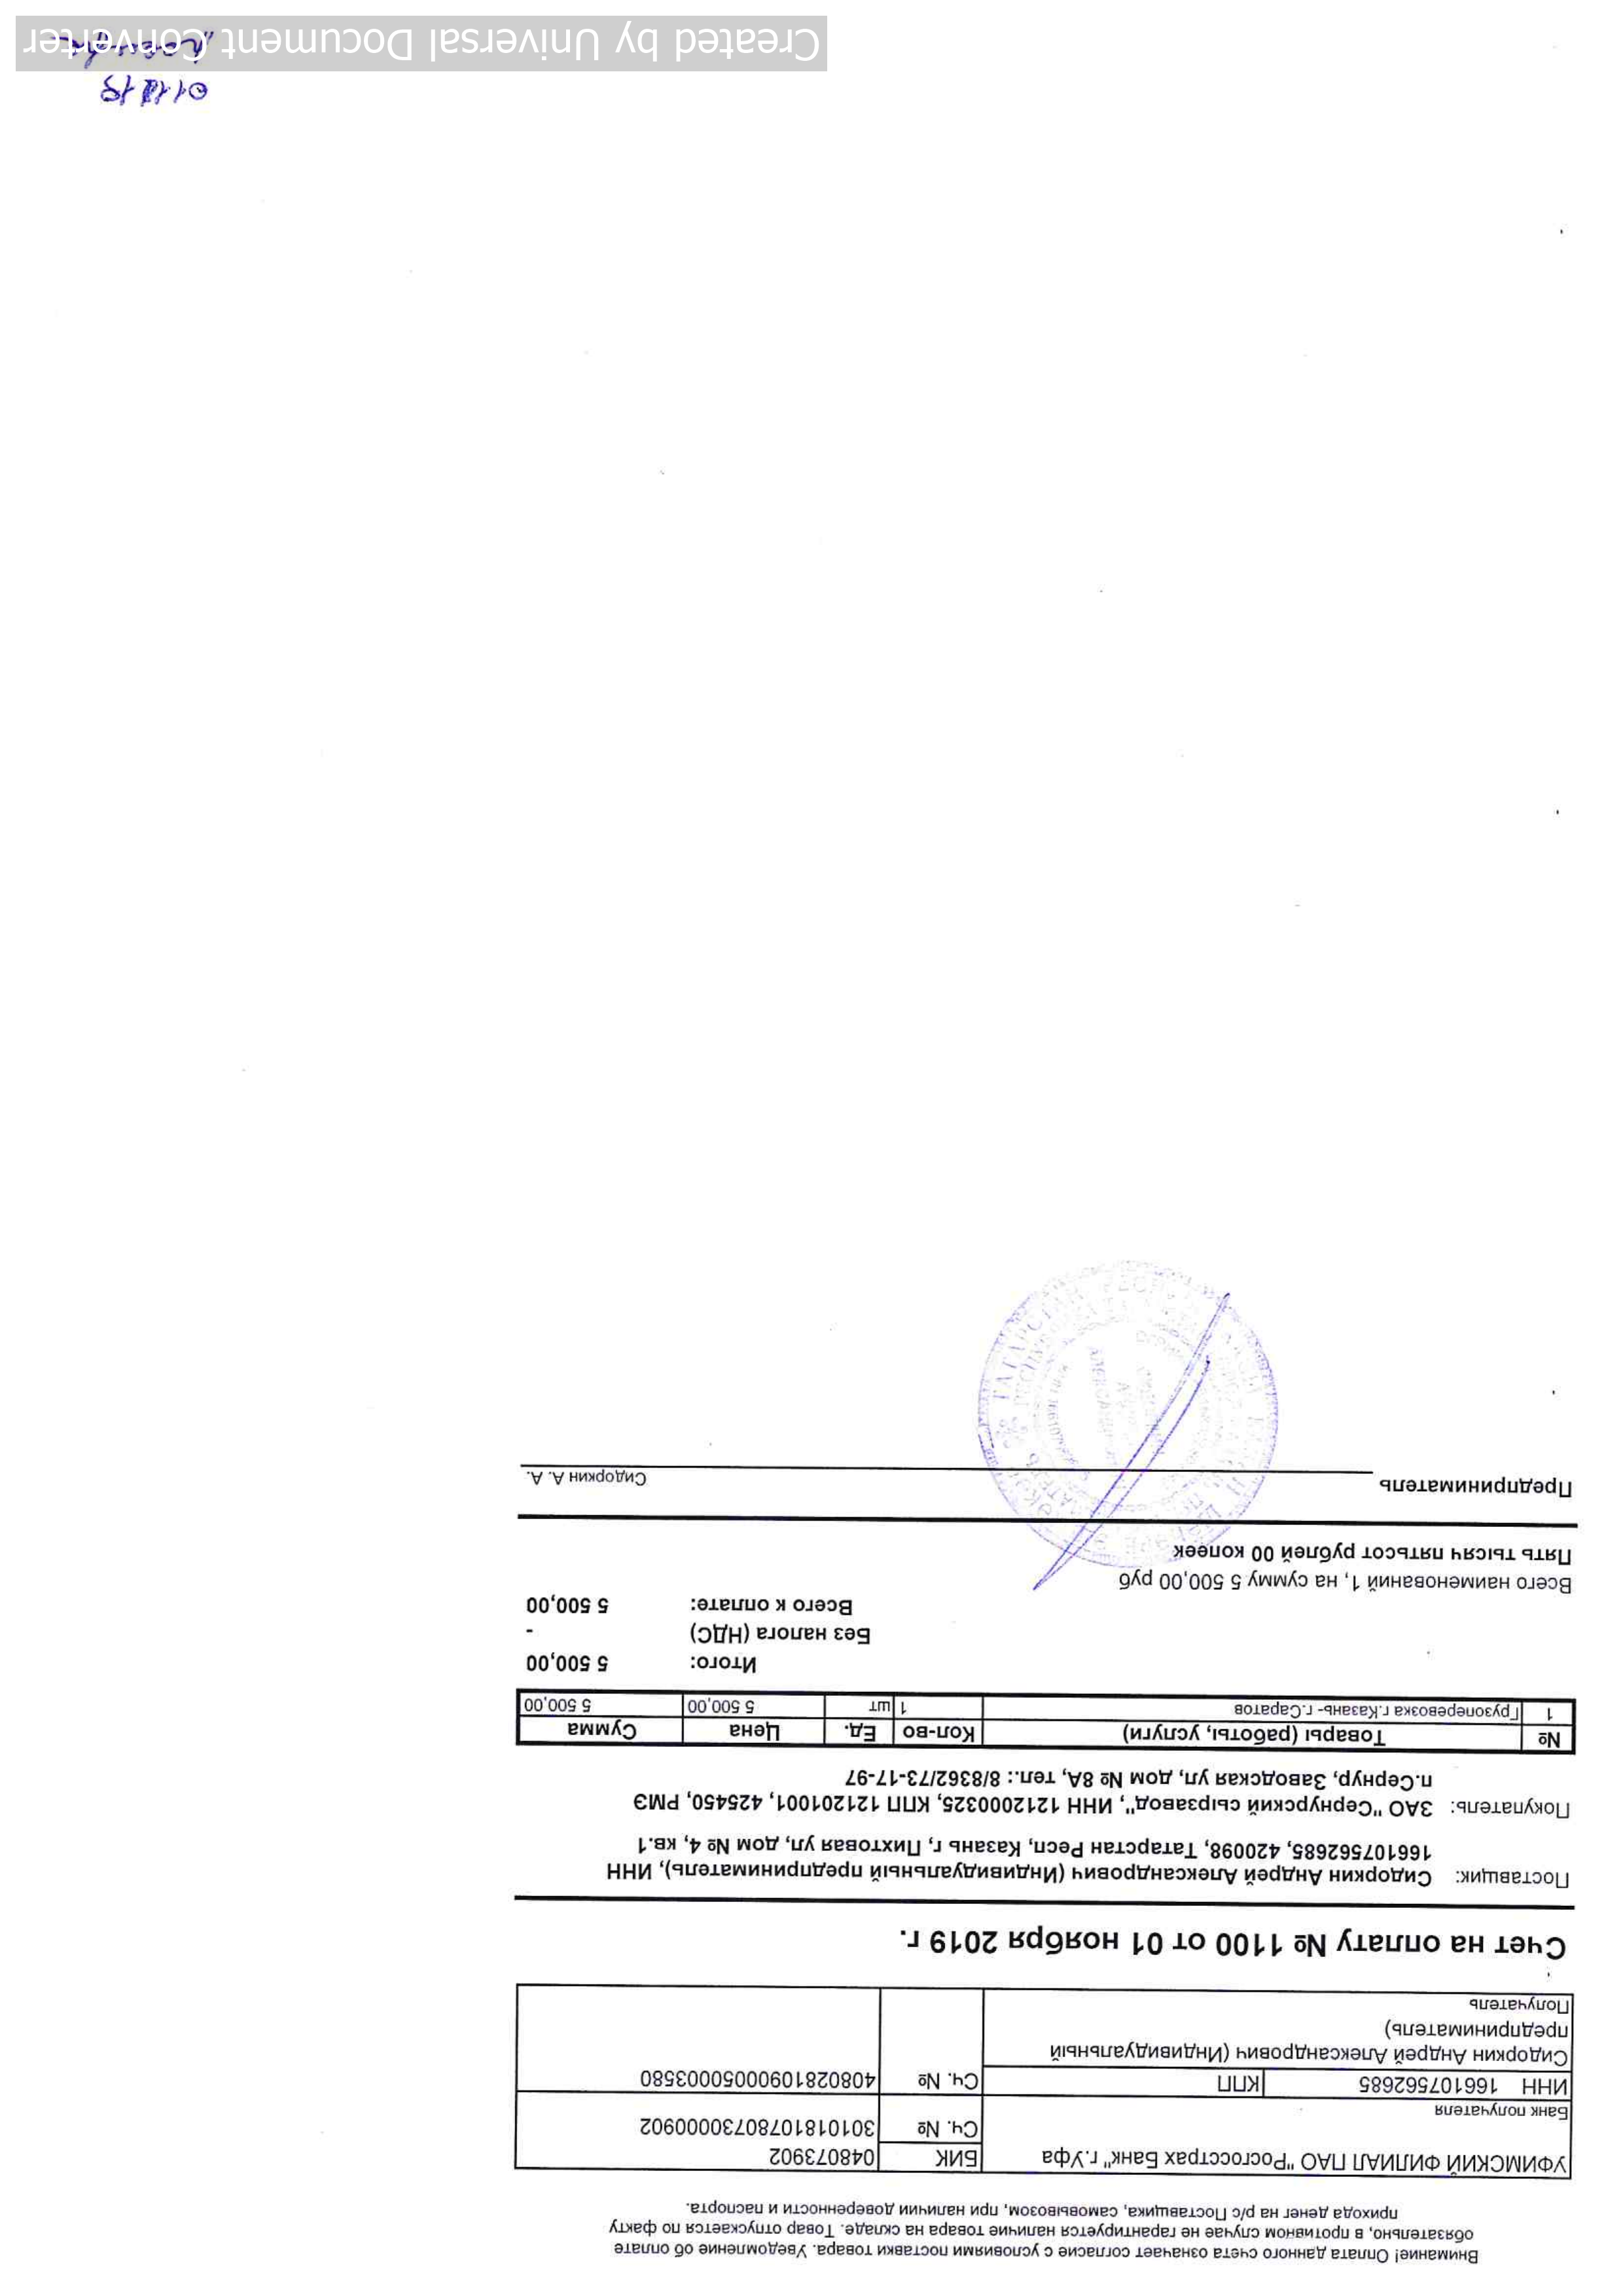 Внимание! Оплата данного счета означает согласие с условиями поставки товара. Уведомление об оплате
обязательно, в противном случае не гарантируется наличие товара на складе. Товар отпускается по факту
прихода денег на р/с Поставщика, самовывозом, при наличии доверенности и паспорта.
УФИМСКИЙ ФИЛИАЛ ПАО "Росгосстрах Банк" г.Уфа БИК 048073902
Сч. № 30101810780730000902
Банк получателя
ИНН 166107562685 КПП Сч. № 408028109000050003580
Сидоркин Андрей Александрович (Индивидуальный
предприниматель)
Получатель
Счет на оплату № 1100 от 01 ноября 2019 г.
Поставщик: Сидоркин Андрей Александрович (Индивидуальный предприниматель), ИНН
166107562685, 420098, Татарстан Респ, Казань г, Пихтовая ул, дом № 4, кв.1
Покупатель: ЗАО "Сернурский сырзавод", ИНН 1212000325, КПП 121201001, 425450, РМЭ
п.Сернур, Заводская ул, дом № 8А, тел.: 8/8362/73-17-97
№ Товары (работы, услуги) Кол-во Ед. Цена Сумма
1 Грузоперевозка г.Казань- г.Саратов 1 шт 5 500,00 5 500,00
Итого: 5 500,00
Без налога (НДС) -
Всего к оплате: 5 500,00
Всего наименований 1, на сумму 5 500,00 руб
Пять тысяч пятьсот рублей 00 копеек
Предприниматель Сидоркин А. А.
ТАТАРСТАН
Created by Universal Document Converter